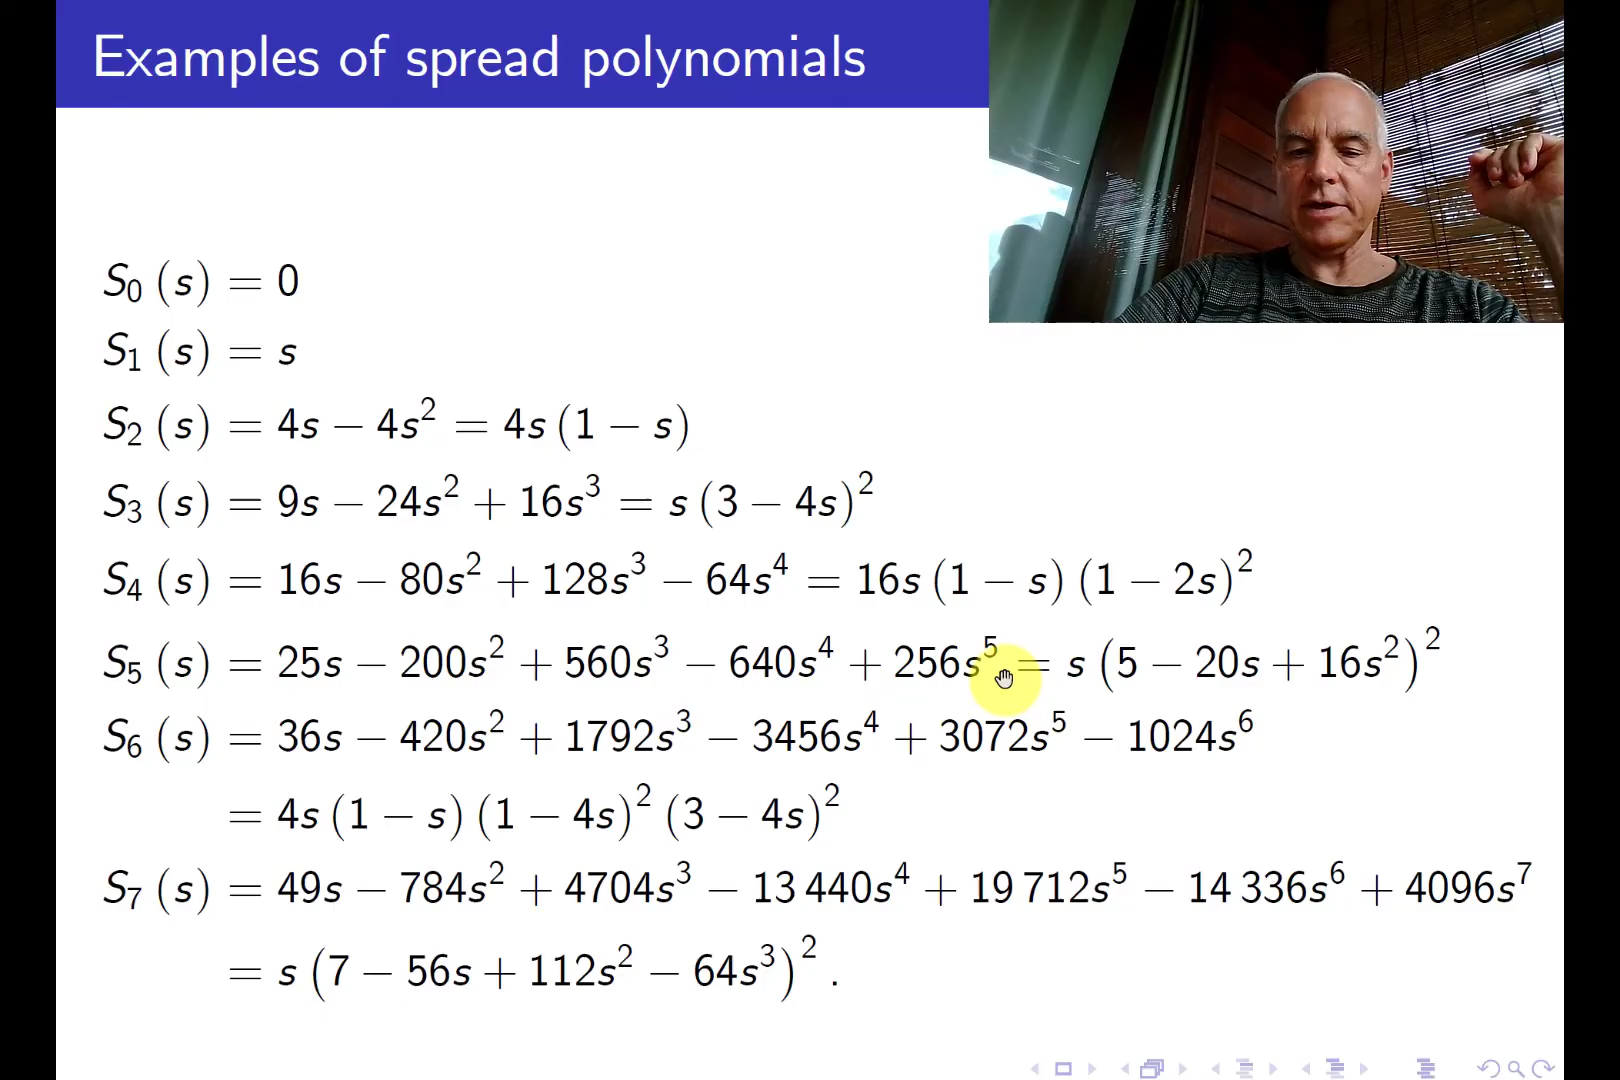 Examples of spread polynomials
S₀ (s) = 0
S₁ (s) = s
S₂ (s) = 4s − 4s² = 4s (1 − s)
S₃ (s) = 9s − 24s² + 16s³ = s (3 − 4s)²
S₄ (s) = 16s − 80s² + 128s³ − 64s⁴ = 16s (1 − s) (1 − 2s)²
S₅ (s) = 25s − 200s² + 560s³ − 640s⁴ + 256s⁵ = s (5 − 20s + 16s²)²
S₆ (s) = 36s − 420s² + 1792s³ − 3456s⁴ + 3072s⁵ − 1024s⁶
= 4s (1 − s) (1 − 4s)² (3 − 4s)²
S₇ (s) = 49s − 784s² + 4704s³ − 13 440s⁴ + 19 712s⁵ − 14 336s⁶ + 4096s⁷
= s (7 − 56s + 112s² − 64s³)² .